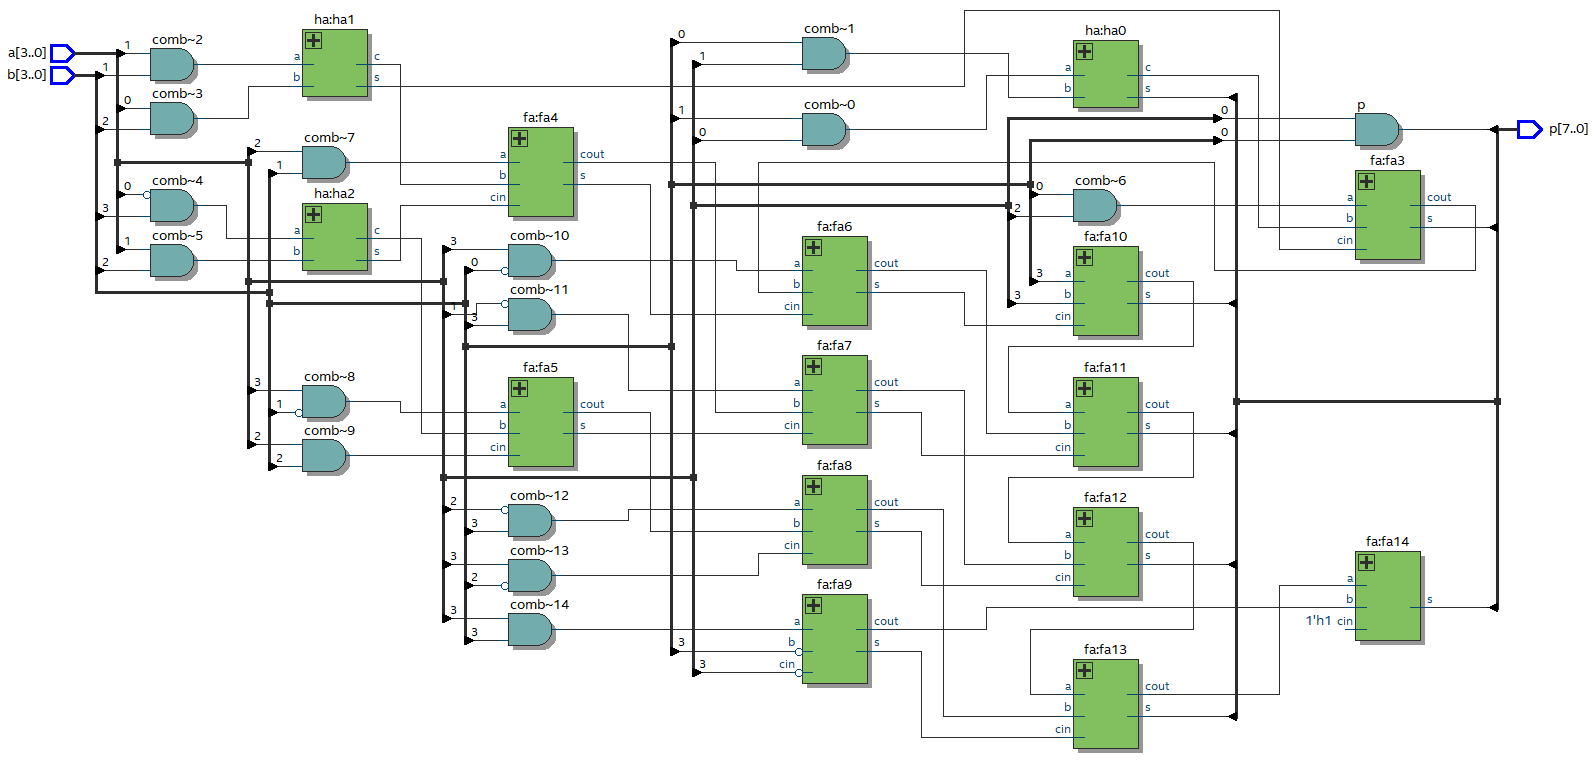 a[3..0]
b[3..0]
1
1
comb~2
0
2
comb~3
0
3
comb~4
1
2
comb~5
ha:ha1
a
b
c
s
2
1
comb~7
ha:ha2
a
b
c
s
3
1
comb~8
2
2
comb~9
fa:fa4
a
b
cin
cout
s
3
0
comb~10
1
3
comb~11
fa:fa5
a
b
cin
cout
s
2
3
comb~12
3
2
comb~13
3
3
comb~14
0
1
comb~1
1
0
comb~0
fa:fa6
a
b
cin
cout
s
fa:fa7
a
b
cin
cout
s
fa:fa8
a
b
cin
cout
s
fa:fa9
3
3
a
b
cin
cout
s
ha:ha0
a
b
c
s
0
2
comb~6
fa:fa10
3
3
a
b
cin
cout
s
fa:fa11
a
b
cin
cout
s
fa:fa12
a
b
cin
cout
s
fa:fa13
a
b
cin
cout
s
0
0
p
fa:fa3
a
b
cin
cout
s
fa:fa14
a
b
1'h1 cin
s
p[7..0]